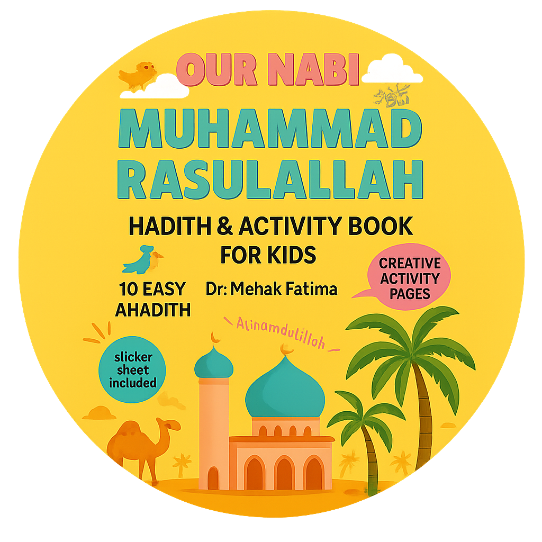 OUR NABI
MUHAMMAD
RASULALLAH
HADITH & ACTIVITY BOOK
FOR KIDS
10 EASY
AHADITH
Dr: Mehak Fatima
CREATIVE
ACTIVITY
PAGES
Alinamdulilloh
slicker
sheet
included